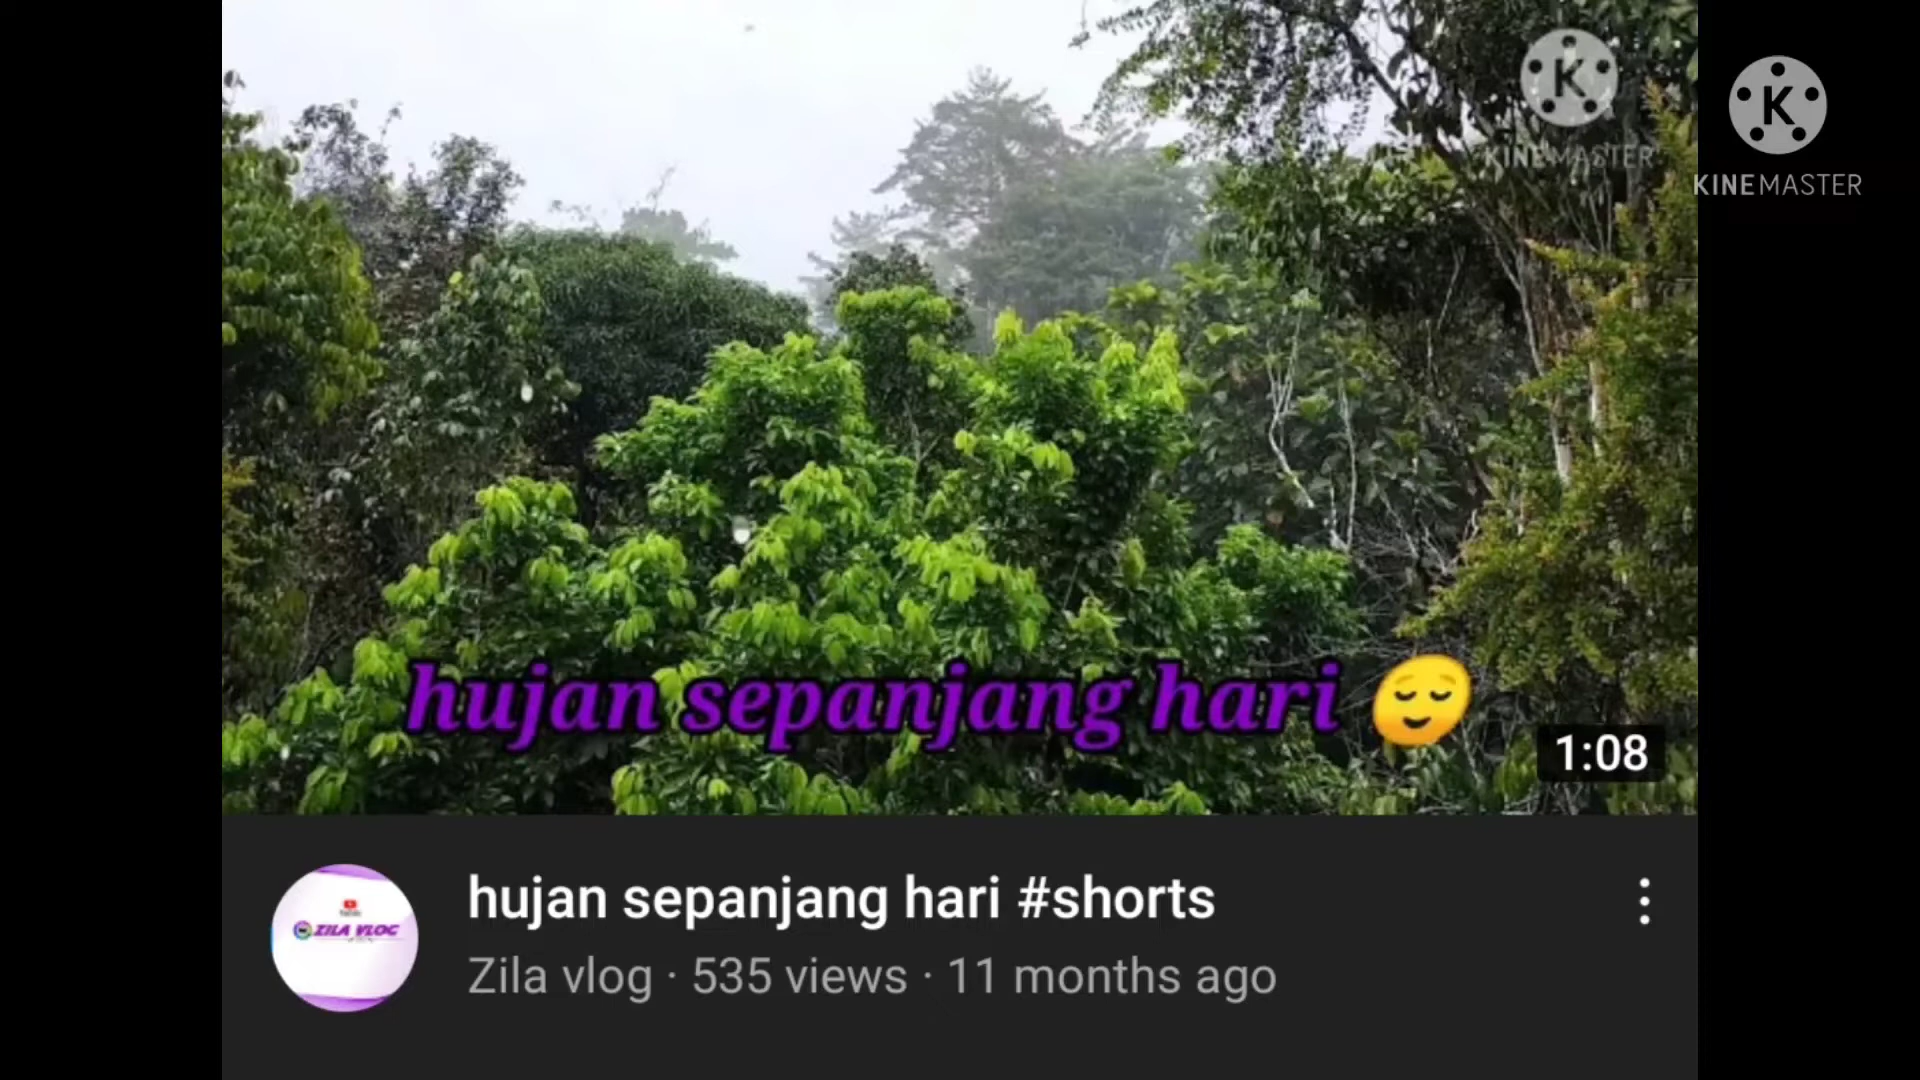 KINEMASTER
KINEMASTER
hujan sepanjang hari 😌
1:08
hujan sepanjang hari #shorts
Zila vlog · 535 views · 11 months ago
ZILA VLOG